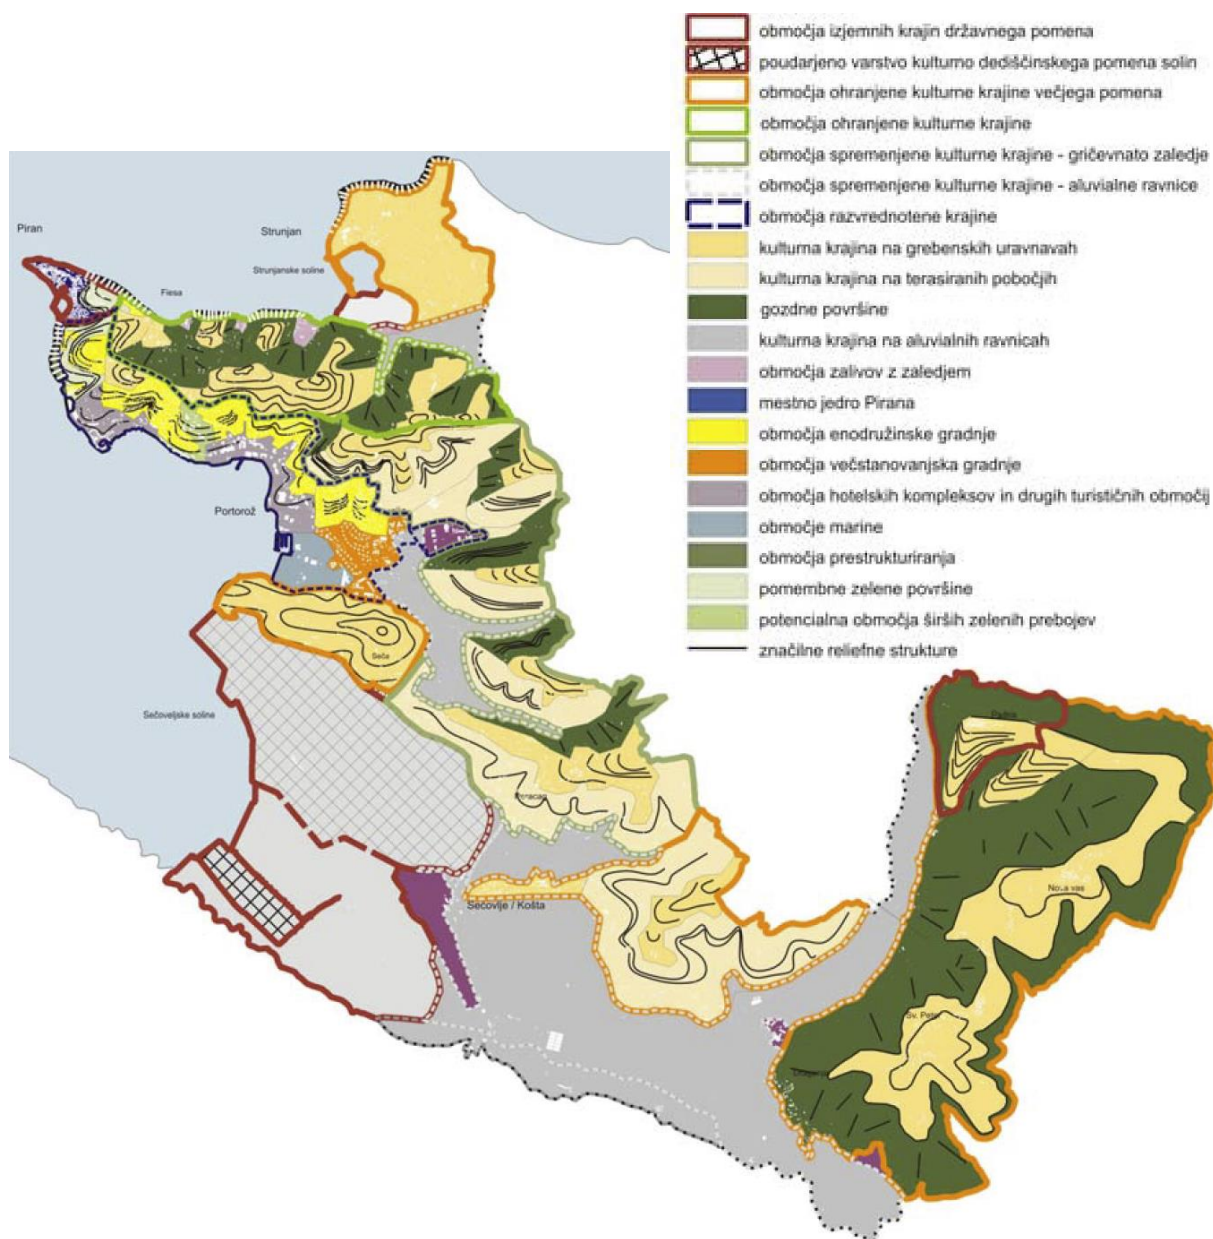 območja izjemnih krajin državnega pomena
poudarjeno varstvo kulturno dediščinskega pomena solin
območja ohranjene kulturne krajine večjega pomena
območja ohranjene kulturne krajine
območja spremenjene kulturne krajine - gričevnato zaledje
območja spremenjene kulturne krajine - aluvialne ravnice
območja razvrednotene krajine
kulturna krajina na grebenskih uravnavah
kulturna krajina na terasiranih pobočjih
gozdne površine
kulturna krajina na aluvialnih ravnicah
območja zalivov z zaledjem
mestno jedro Pirana
območja enodružinske gradnje
območja večstanovanjska gradnje
območja hotelskih kompleksov in drugih turističnih območij
območje marine
območja prestrukturiranja
pomembne zelene površine
potencialna območja širših zelenih prebojev
značilne reliefne strukture
Piran
Strunjan
Strunjanske soline
Fiesa
Portorož
Seča
Sečoveljske soline
Sečovlje / Košta
Nova vas